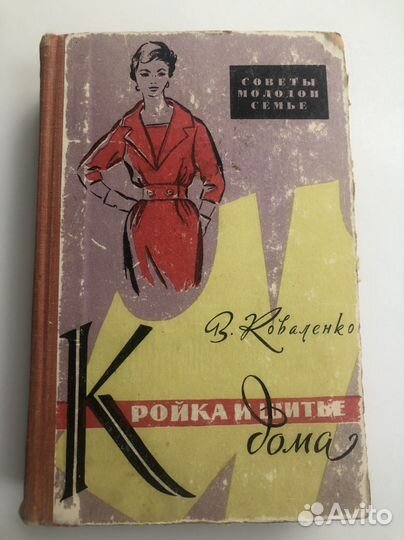 СОВЕТЫ
МОЛОДОЙ
СЕМЬЕ
В. Коваленко
КРОЙКА И ШИТЬЕ
дома
Avito